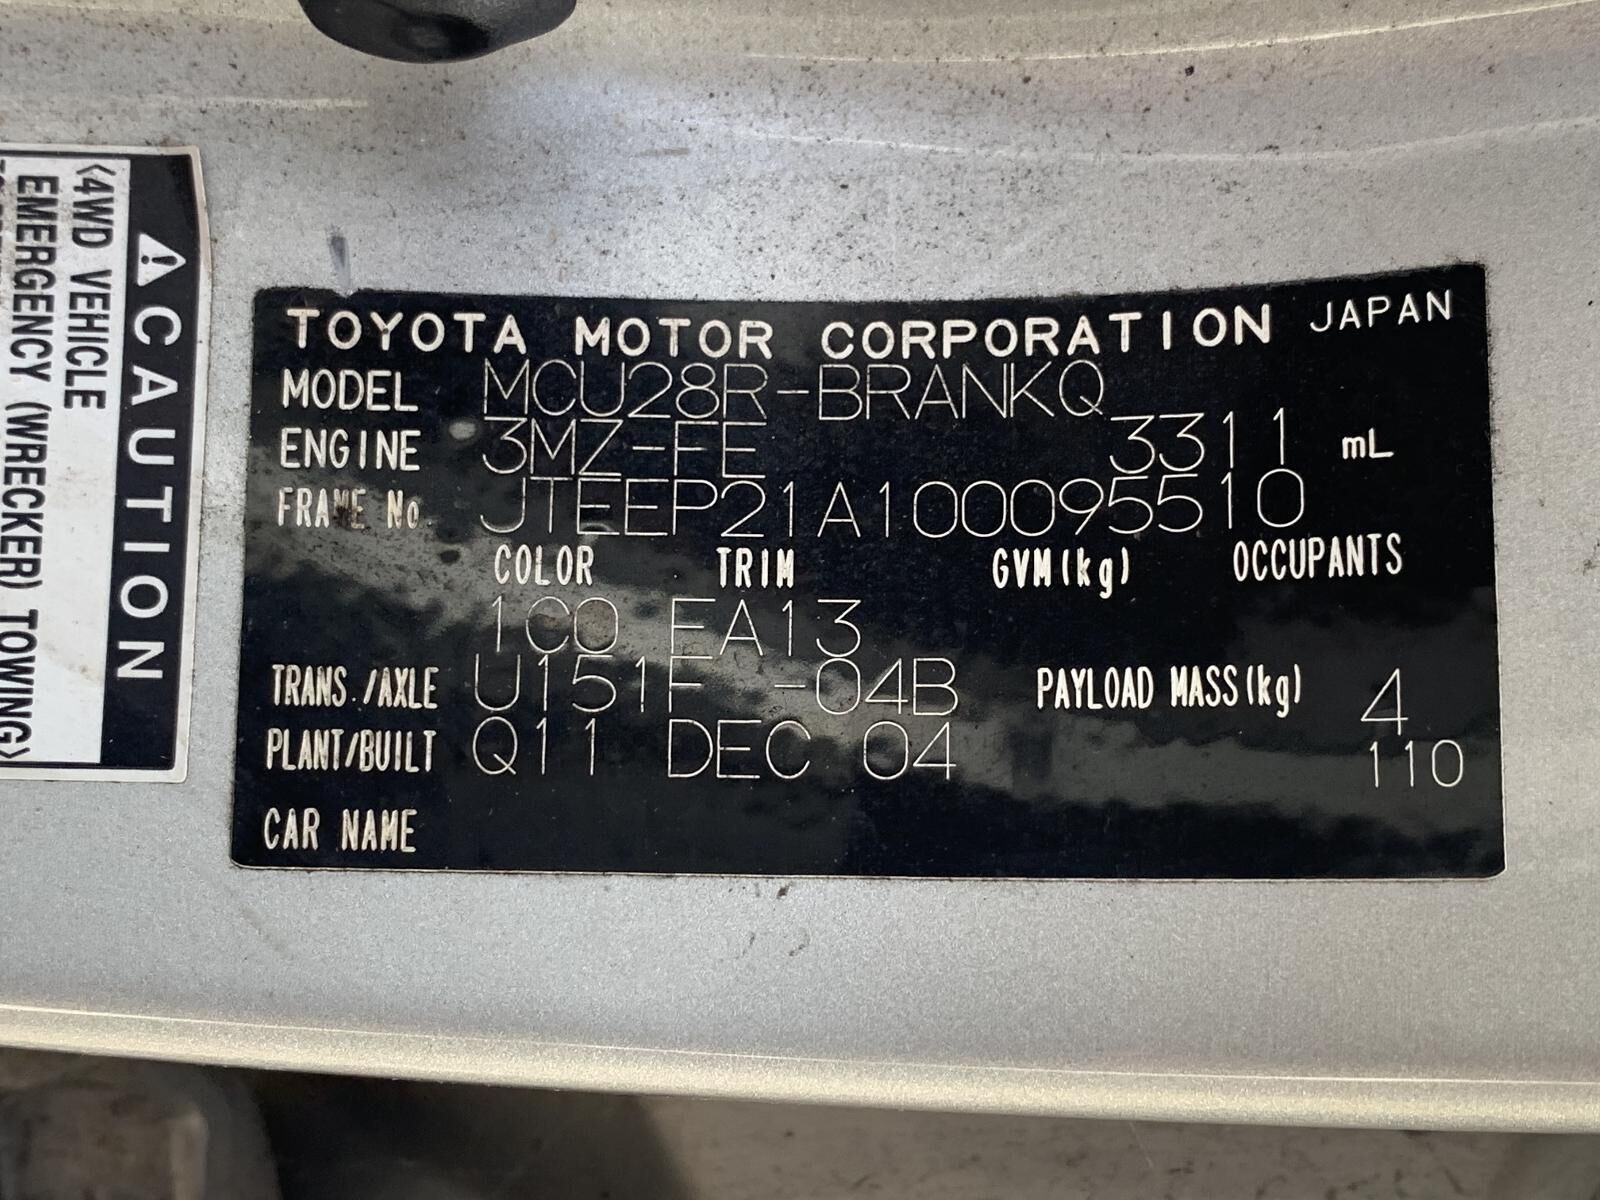 ⚠CAUTION
<4WD VEHICLE
EMERGENCY (WRECKER) TOWING>
TOYOTA MOTOR CORPORATION JAPAN
MODEL MCU28R-BRANKQ
ENGINE 3MZ-FE 3311 mL
FRAME No. JTEEP21A100095510
COLOR TRIM GVM(kg) OCCUPANTS
1C0 FA13
TRANS./AXLE U151F -04B PAYLOAD MASS(kg) 4
PLANT/BUILT Q11 DEC 04 110
CAR NAME